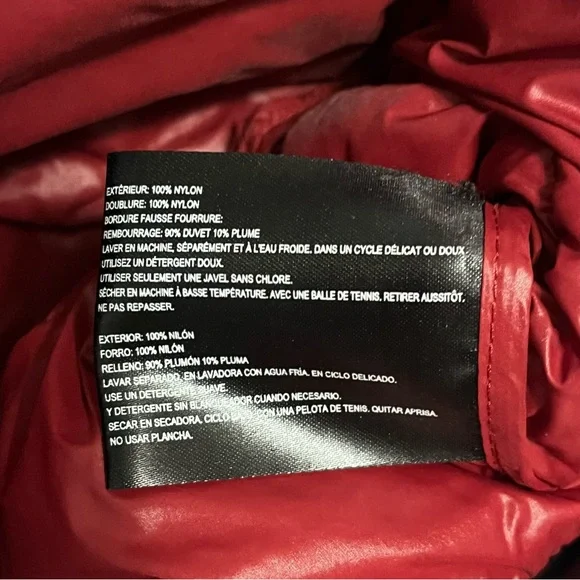 EXTÉRIEUR: 100% NYLON
DOUBLURE: 100% NYLON
BORDURE FAUSSE FOURRURE:
REMBOURRAGE: 90% DUVET 10% PLUME
LAVER EN MACHINE, SÉPARÉMENT ET À L'EAU FROIDE. DANS UN CYCLE DÉLICAT OU DOUX.
UTILISEZ UN DÉTERGENT DOUX.
UTILISER SEULEMENT UNE JAVEL SANS CHLORE.
SÉCHER EN MACHINE À BASSE TEMPÉRATURE. AVEC UNE BALLE DE TENNIS. RETIRER AUSSITÔT.
NE PAS REPASSER.
EXTERIOR: 100% NILÓN
FORRO: 100% NILÓN
RELLENO: 90% PLUMÓN 10% PLUMA
LAVAR SEPARADO, EN LAVADORA CON AGUA FRÍA, EN CICLO DELICADO.
USE UN DETERGENTE SUAVE.
Y DETERGENTE SIN CUANDO NECESARIO.
SECAR EN SECADORA, CON UNA PELOTA DE TENIS. QUITAR APRISA.
NO USAR PLANCHA.